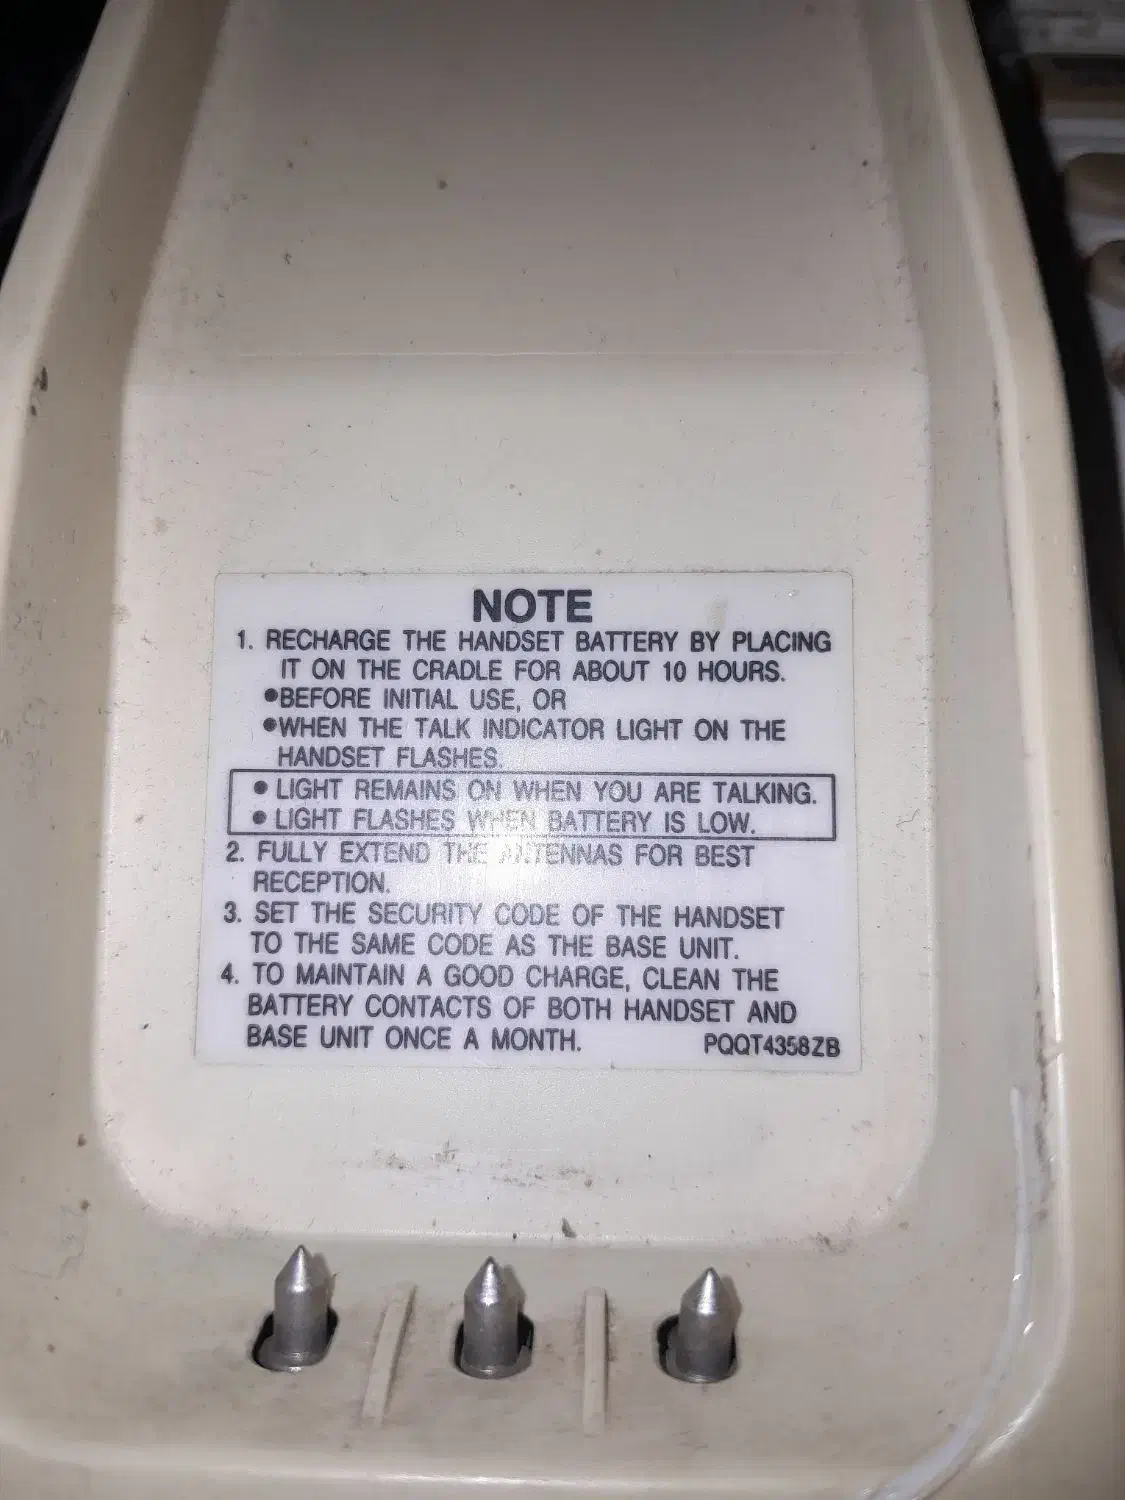 NOTE
1. RECHARGE THE HANDSET BATTERY BY PLACING
IT ON THE CRADLE FOR ABOUT 10 HOURS.
●BEFORE INITIAL USE, OR
●WHEN THE TALK INDICATOR LIGHT ON THE
HANDSET FLASHES.
● LIGHT REMAINS ON WHEN YOU ARE TALKING.
● LIGHT FLASHES WHEN BATTERY IS LOW.
2. FULLY EXTEND THE ANTENNAS FOR BEST
RECEPTION.
3. SET THE SECURITY CODE OF THE HANDSET
TO THE SAME CODE AS THE BASE UNIT.
4. TO MAINTAIN A GOOD CHARGE, CLEAN THE
BATTERY CONTACTS OF BOTH HANDSET AND
BASE UNIT ONCE A MONTH. PQQT4358ZB